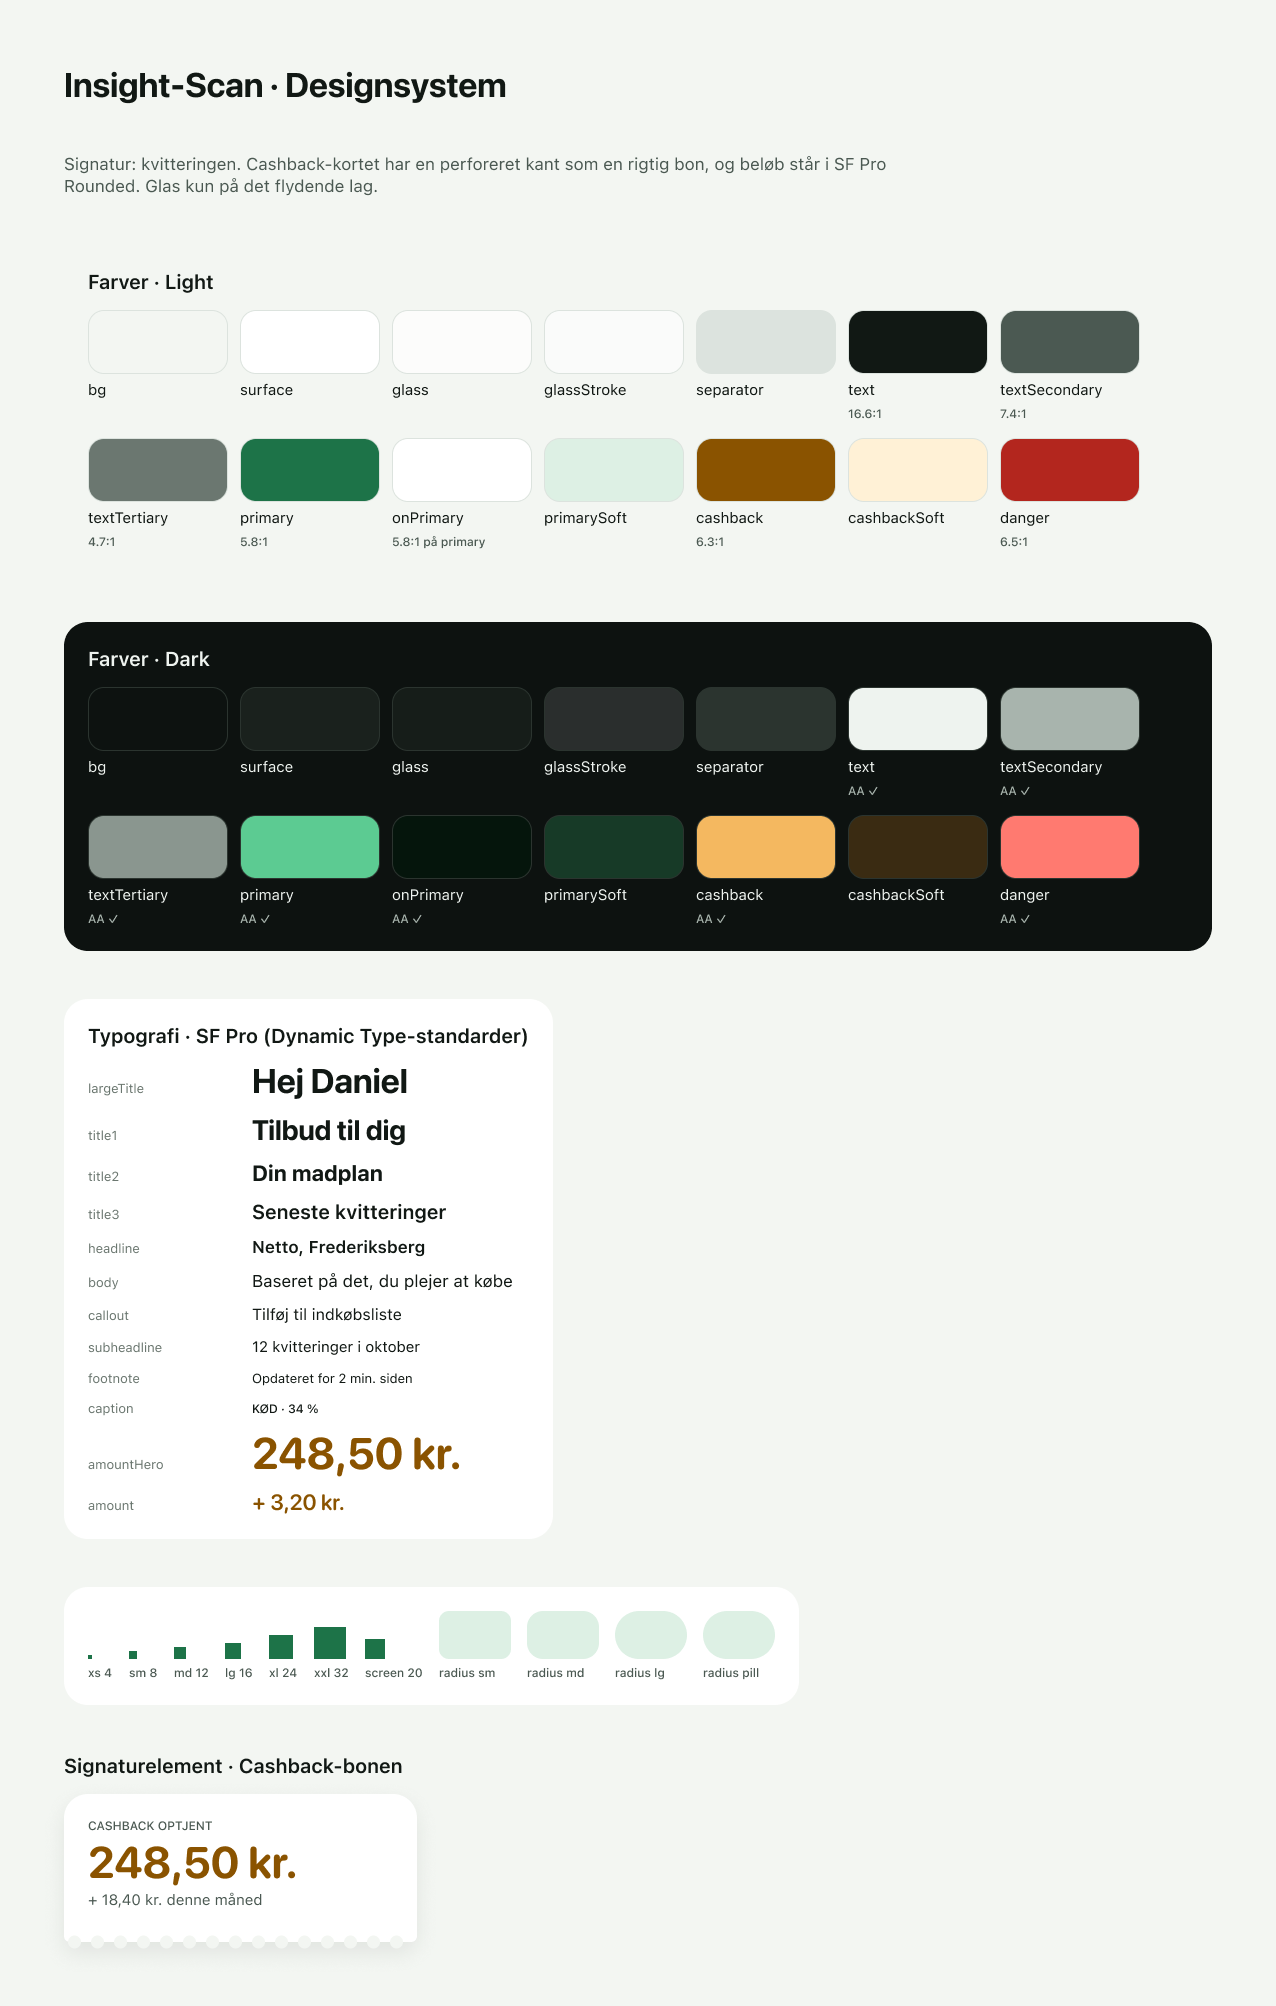 Insight-Scan · Designsystem
Signatur: kvitteringen. Cashback-kortet har en perforeret kant som en rigtig bon, og beløb står i SF Pro
Rounded. Glas kun på det flydende lag.
Farver · Light
bg surface glass glassStroke separator text textSecondary
16.6:1 7.4:1
textTertiary primary onPrimary primarySoft cashback cashbackSoft danger
4.7:1 5.8:1 5.8:1 på primary 6.3:1 6.5:1
Farver · Dark
bg surface glass glassStroke separator text textSecondary
AA ✓ AA ✓
textTertiary primary onPrimary primarySoft cashback cashbackSoft danger
AA ✓ AA ✓ AA ✓ AA ✓ AA ✓
Typografi · SF Pro (Dynamic Type-standarder)
largeTitle Hej Daniel
title1 Tilbud til dig
title2 Din madplan
title3 Seneste kvitteringer
headline Netto, Frederiksberg
body Baseret på det, du plejer at købe
callout Tilføj til indkøbsliste
subheadline 12 kvitteringer i oktober
footnote Opdateret for 2 min. siden
caption KØD · 34 %
amountHero 248,50 kr.
amount + 3,20 kr.
xs 4 sm 8 md 12 lg 16 xl 24 xxl 32 screen 20 radius sm radius md radius lg radius pill
Signaturelement · Cashback-bonen
CASHBACK OPTJENT
248,50 kr.
+ 18,40 kr. denne måned